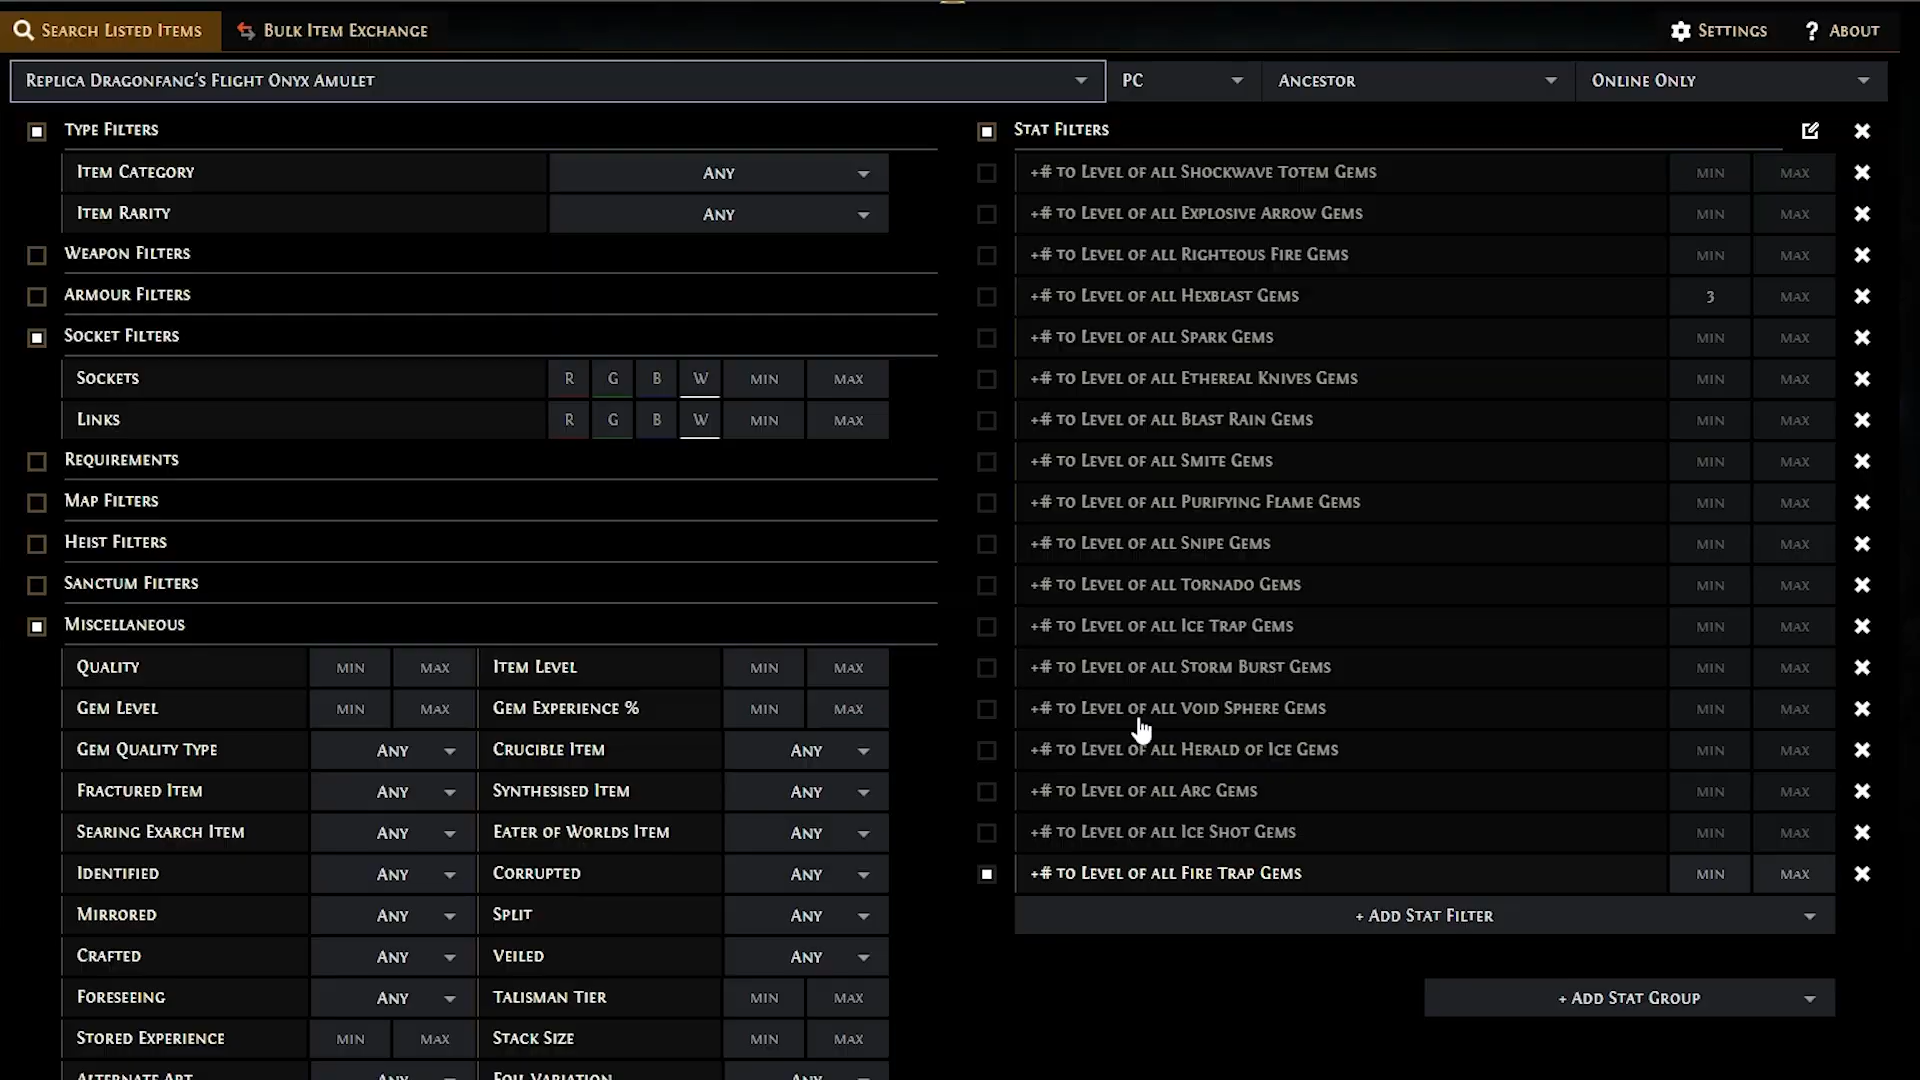 Search Listed Items
Bulk Item Exchange
Settings
? About
Replica Dragonfang's Flight Onyx Amulet
PC
Ancestor
Online Only
Type Filters
Item Category Any
Item Rarity Any
Weapon Filters
Armour Filters
Socket Filters
Sockets R G B W MIN MAX
Links R G B W MIN MAX
Requirements
Map Filters
Heist Filters
Sanctum Filters
Miscellaneous
Quality MIN MAX Item Level MIN MAX
Gem Level MIN MAX Gem Experience % MIN MAX
Gem Quality Type Any Crucible Item Any
Fractured Item Any Synthesised Item Any
Searing Exarch Item Any Eater of Worlds Item Any
Identified Any Corrupted Any
Mirrored Any Split Any
Crafted Any Veiled Any
Foreseeing Any Talisman Tier MIN MAX
Stored Experience MIN MAX Stack Size MIN MAX
Alternate Art Any Foil Variation Any
Stat Filters
+# to Level of all Shockwave Totem Gems MIN MAX
+# to Level of all Explosive Arrow Gems MIN MAX
+# to Level of all Righteous Fire Gems MIN MAX
+# to Level of all Hexblast Gems 3 MAX
+# to Level of all Spark Gems MIN MAX
+# to Level of all Ethereal Knives Gems MIN MAX
+# to Level of all Blast Rain Gems MIN MAX
+# to Level of all Smite Gems MIN MAX
+# to Level of all Purifying Flame Gems MIN MAX
+# to Level of all Snipe Gems MIN MAX
+# to Level of all Tornado Gems MIN MAX
+# to Level of all Ice Trap Gems MIN MAX
+# to Level of all Storm Burst Gems MIN MAX
+# to Level of all Void Sphere Gems MIN MAX
+# to Level of all Herald of Ice Gems MIN MAX
+# to Level of all Arc Gems MIN MAX
+# to Level of all Ice Shot Gems MIN MAX
+# to Level of all Fire Trap Gems MIN MAX
+ Add Stat Filter
+ Add Stat Group